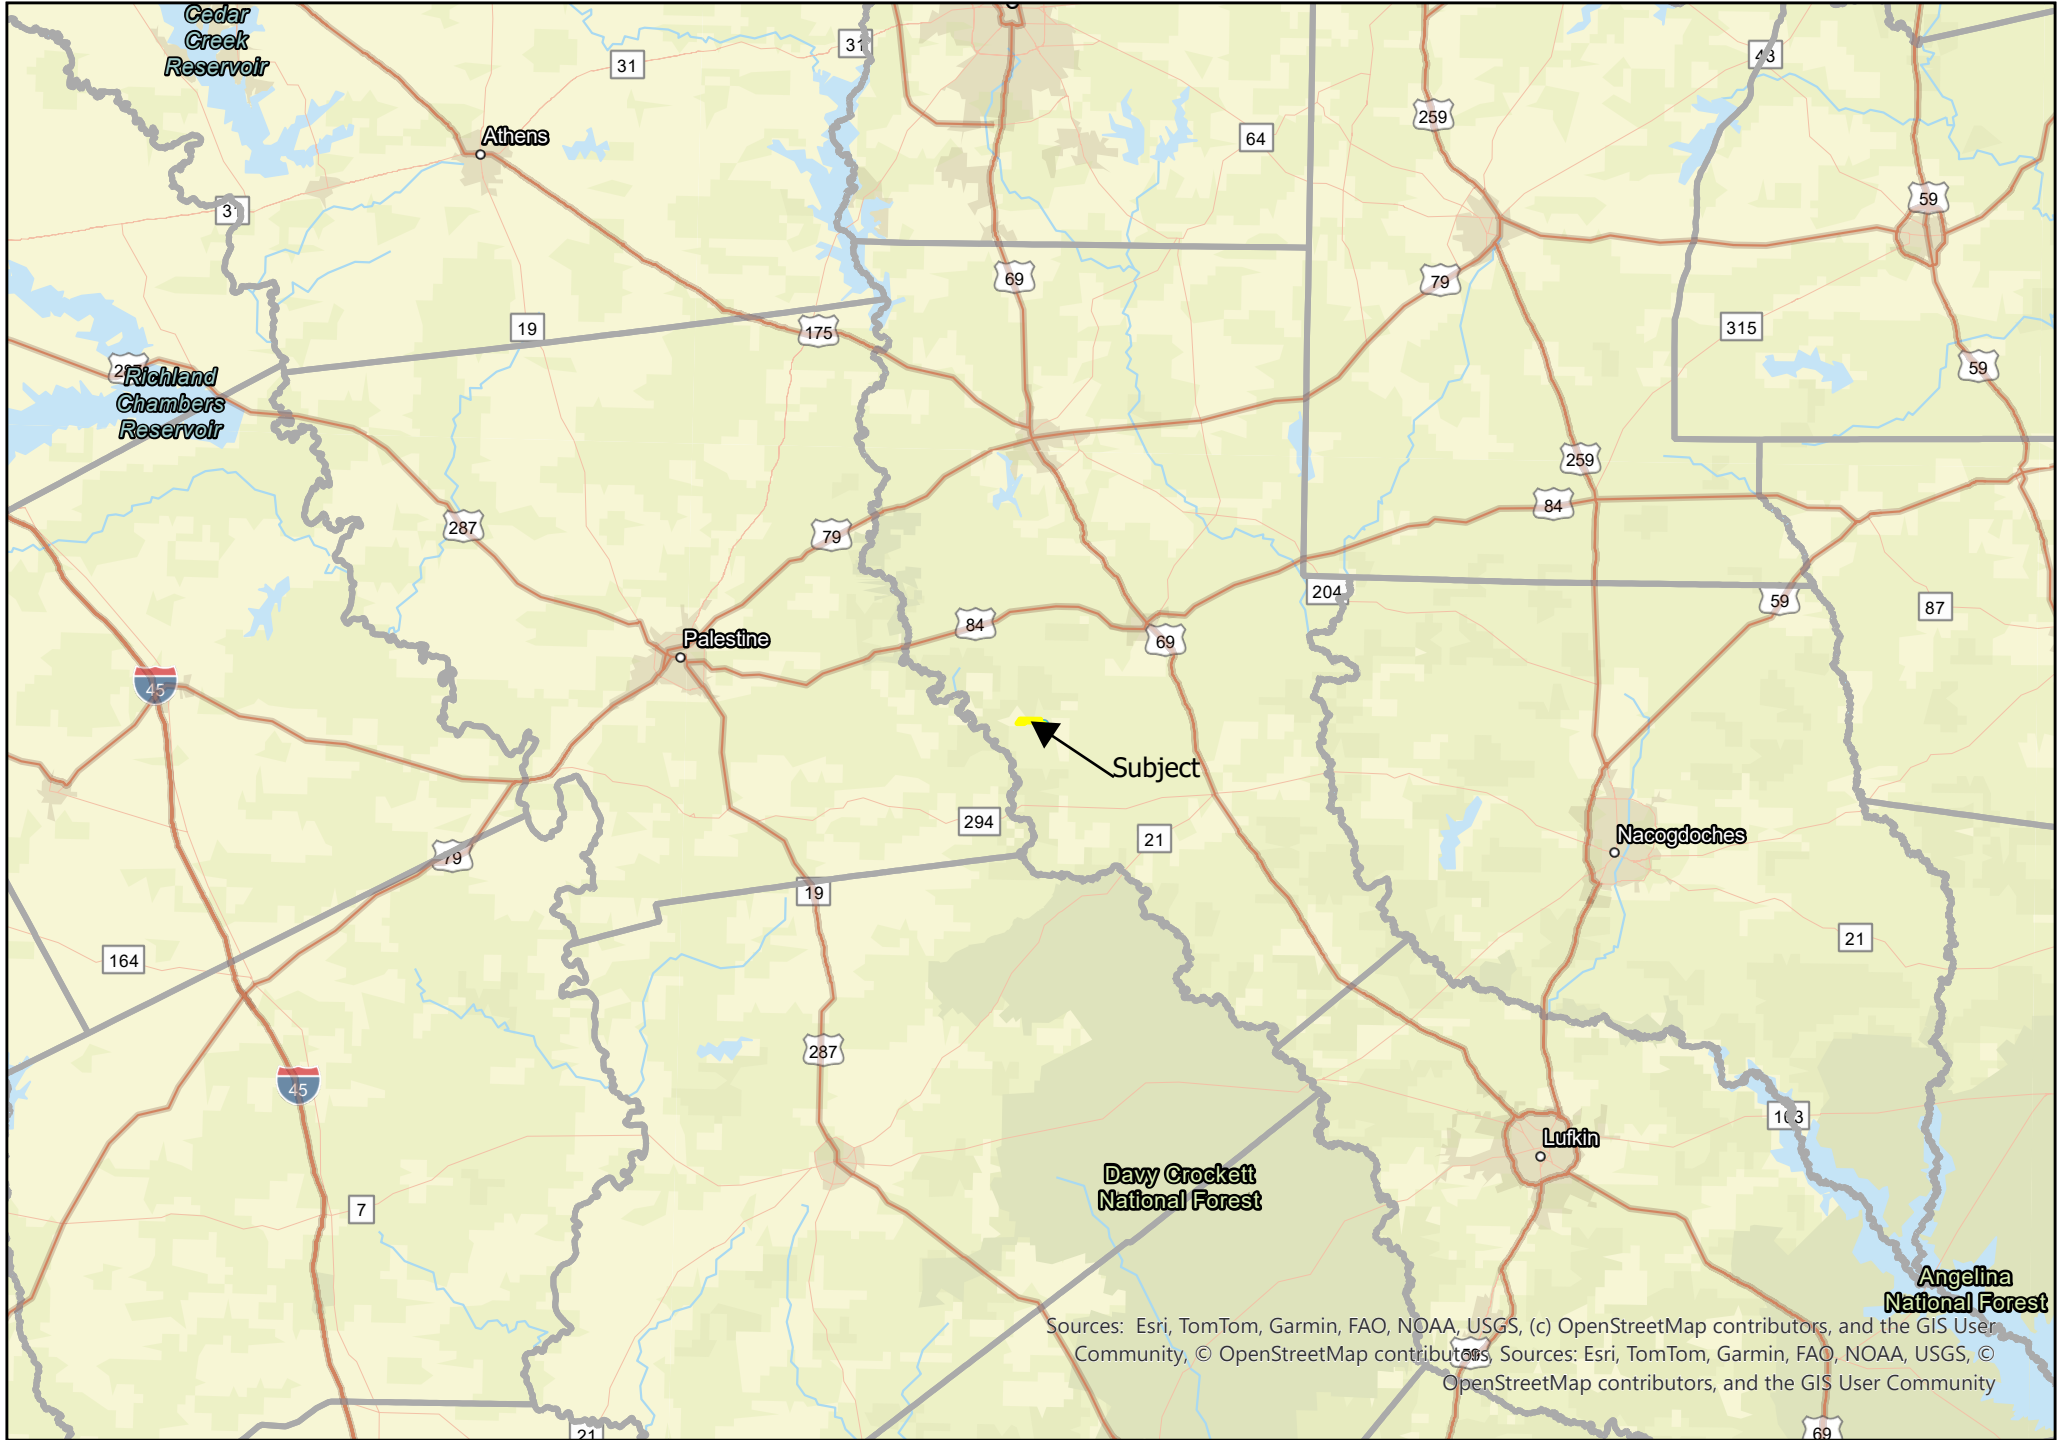 Cedar
Creek
Reservoir
31
31
43
259
64
Athens
59
31
69
79
19
175
315
Richland
Chambers
Reservoir
59
259
84
287
79
204
59
87
84
69
Palestine
45
Subject
294
21
Nacogdoches
79
19
21
164
287
45
103
Lufkin
Davy Crockett
National Forest
7
Angelina
National Forest
Sources: Esri, TomTom, Garmin, FAO, NOAA, USGS, (c) OpenStreetMap contributors, and the GIS User
Community, © OpenStreetMap contributors, Sources: Esri, TomTom, Garmin, FAO, NOAA, USGS, ©
OpenStreetMap contributors, and the GIS User Community
59
21
69